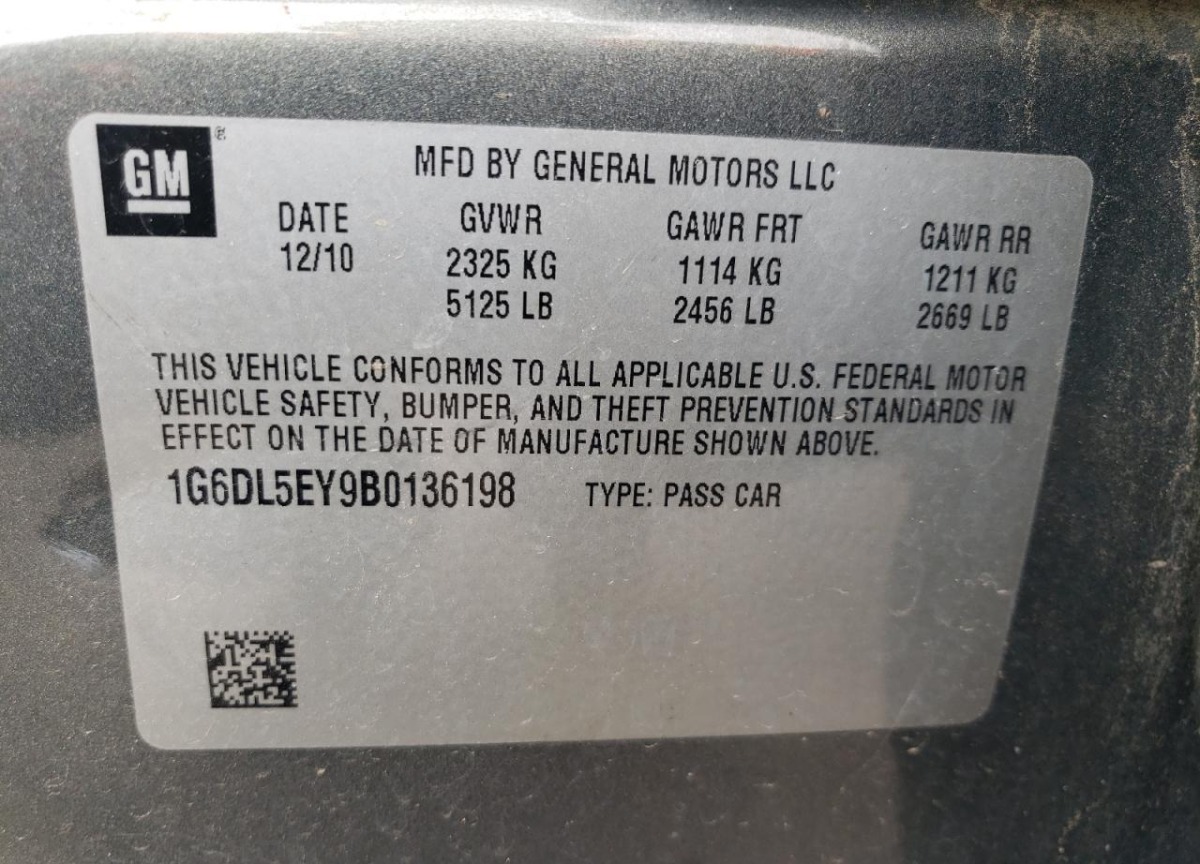 GM ®
MFD BY GENERAL MOTORS LLC
DATE GVWR GAWR FRT GAWR RR
12/10 2325 KG 1114 KG 1211 KG
5125 LB 2456 LB 2669 LB
THIS VEHICLE CONFORMS TO ALL APPLICABLE U.S. FEDERAL MOTOR
VEHICLE SAFETY, BUMPER, AND THEFT PREVENTION STANDARDS IN
EFFECT ON THE DATE OF MANUFACTURE SHOWN ABOVE.
1G6DL5EY9B0136198 TYPE: PASS CAR